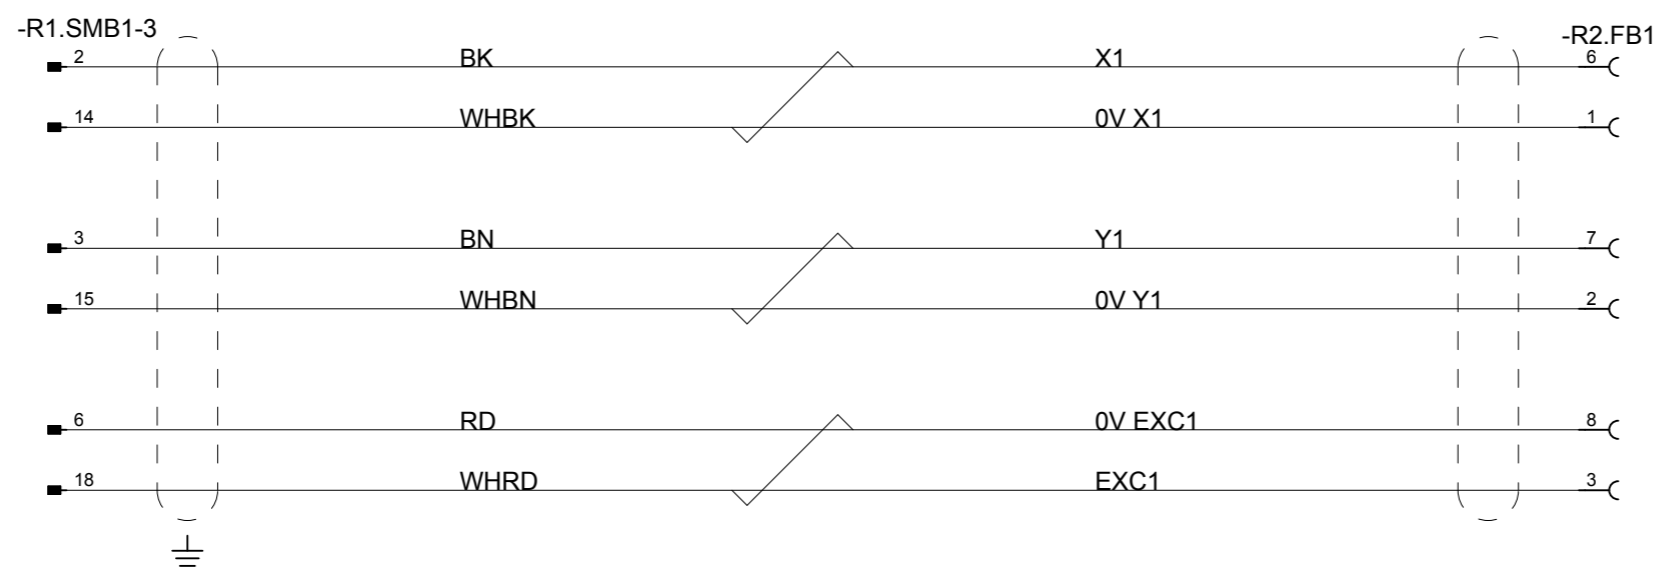 -R1.SMB1-3
-R2.FB1
2 BK X1 6
14 WHBK 0V X1 1
3 BN Y1 7
15 WHBN 0V Y1 2
6 RD 0V EXC1 8
18 WHRD EXC1 3